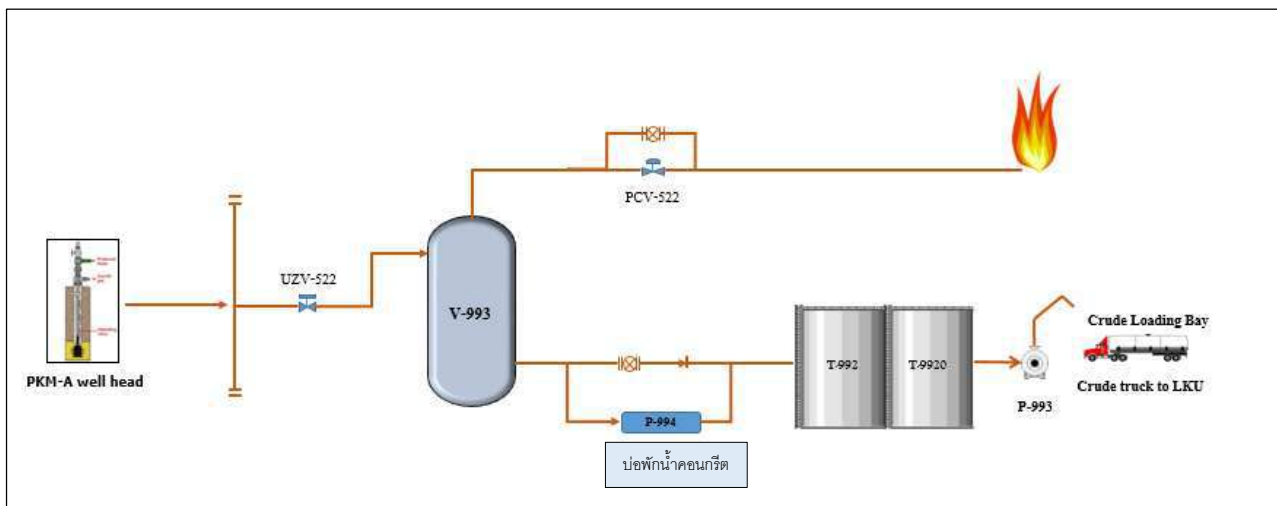 PCV-522
UZV-522
V-993
PKM-A well head
T-992
T-9920
Crude Loading Bay
Crude truck to LKU
P-993
P-994
บ่อพักน้ำคอนกรีต